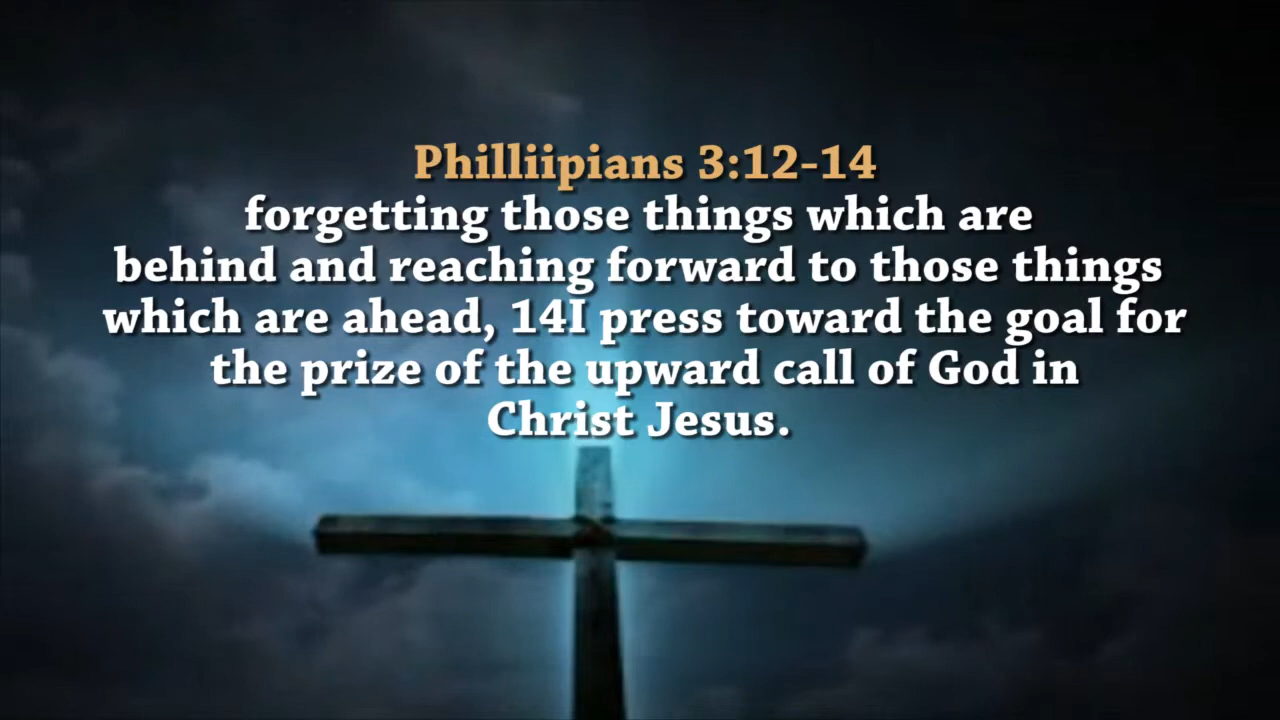 Philliipians 3:12-14
forgetting those things which are
behind and reaching forward to those things
which are ahead, 14I press toward the goal for
the prize of the upward call of God in
Christ Jesus.